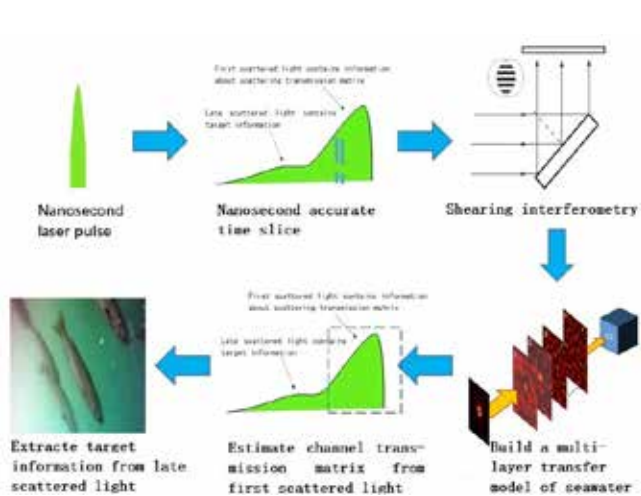 First scattered light contains information
about scattering transmission matrix
Late scattered light contains
target information
Nanosecond
laser pulse
Nanosecond accurate
time slice
Shearing interferometry
First scattered light contains information
about scattering transmission matrix
Late scattered light contains
target information
Extracte target
information from late
scattered light
Estimate channel trans-
mission matrix from
first scattered light
Build a multi-
layer transfer
model of seawater